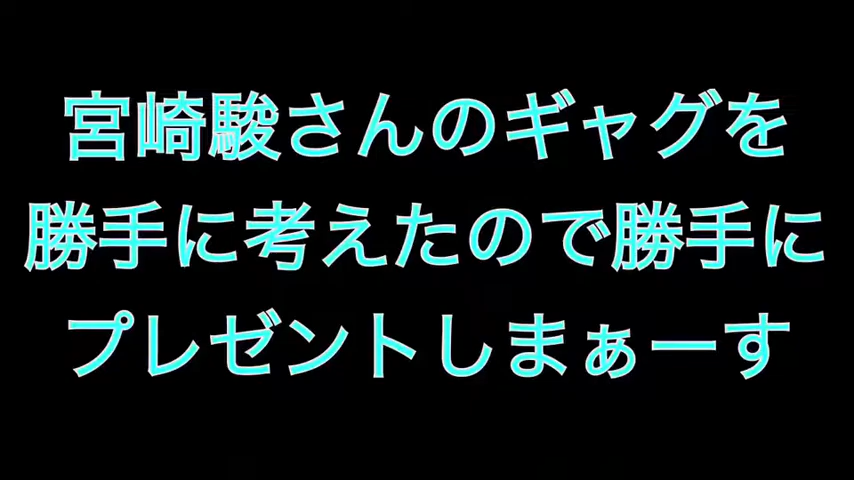 宮崎駿さんのギャグを
勝手に考えたので勝手に
プレゼントしまぁーす